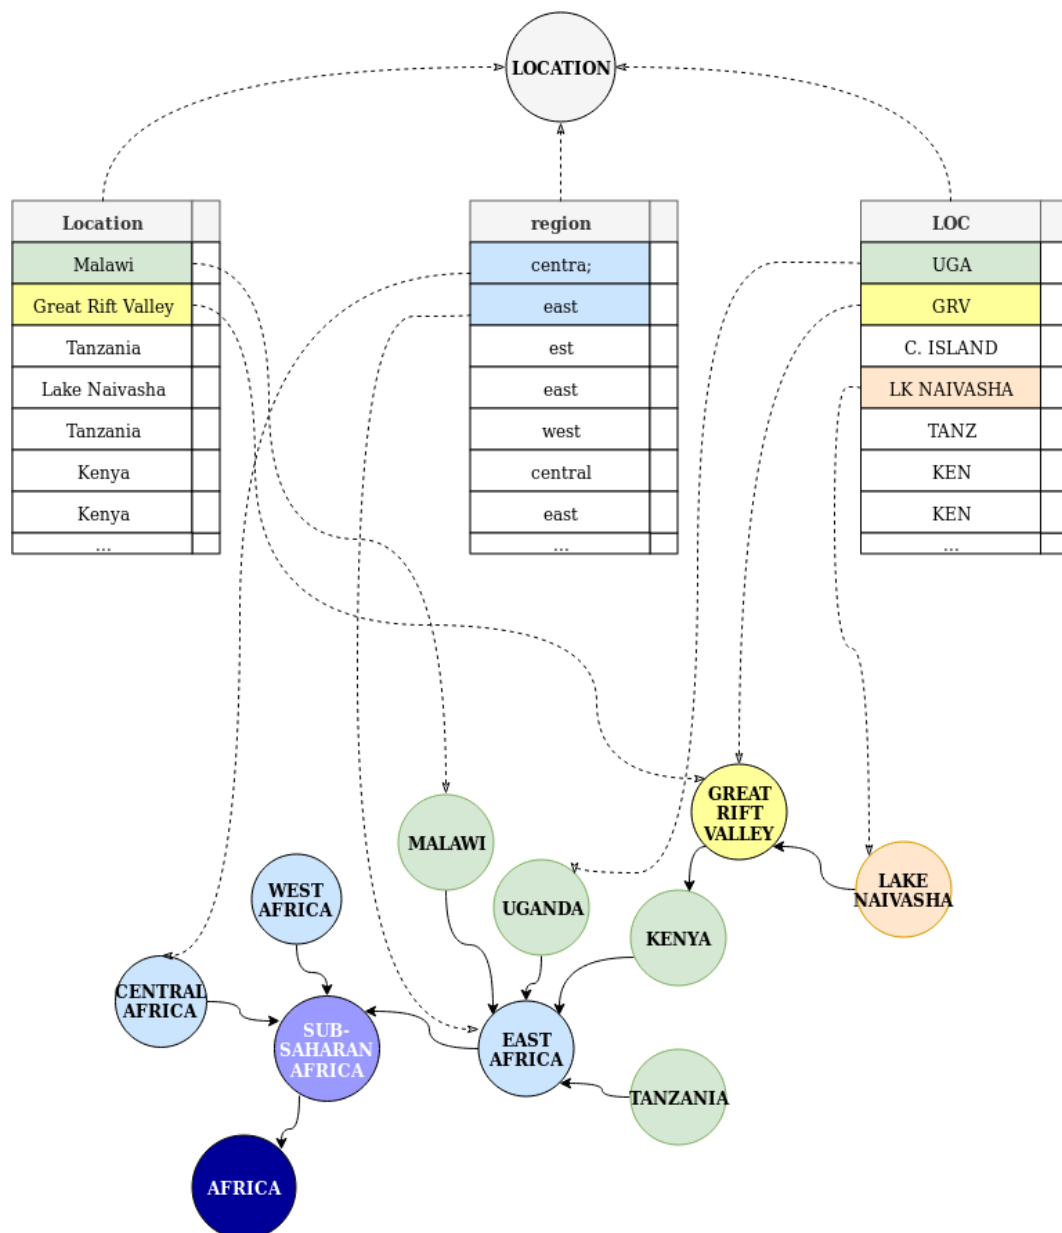 LOCATION
Location
Malawi
Great Rift Valley
Tanzania
Lake Naivasha
Tanzania
Kenya
Kenya
...
region
centra;
east
est
east
west
central
east
...
LOC
UGA
GRV
C. ISLAND
LK NAIVASHA
TANZ
KEN
KEN
...
GREAT
RIFT
VALLEY
MALAWI
LAKE
NAIVASHA
WEST
AFRICA
UGANDA
KENYA
CENTRAL
AFRICA
SUB-
SAHARAN
AFRICA
EAST
AFRICA
TANZANIA
AFRICA